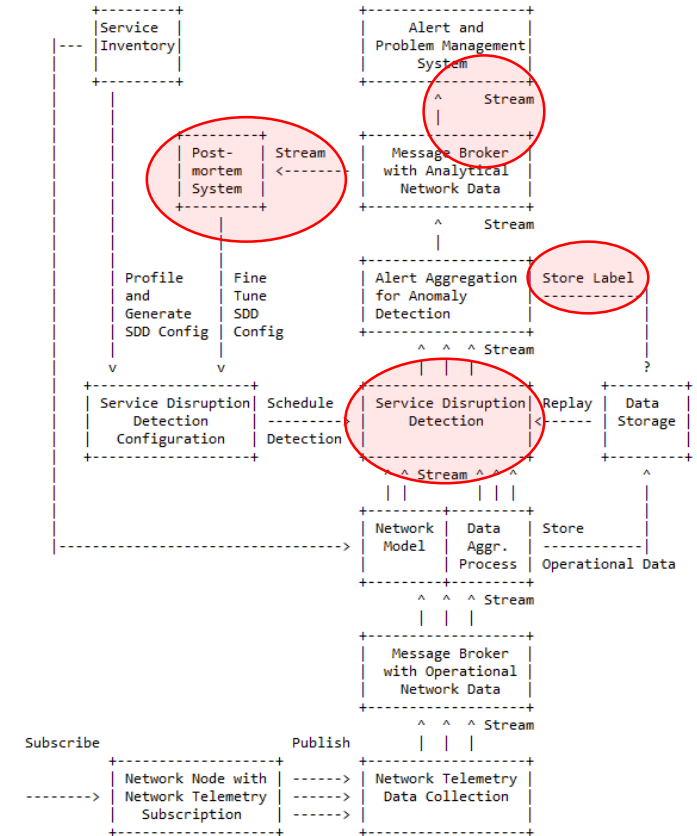 Service Inventory
Alert and Problem Management System
Stream
Post-mortem System
Stream
Message Broker with Analytical Network Data
Stream
Profile and Generate SDD Config
Fine Tune SDD Config
Alert Aggregation for Anomaly Detection
Store Label
Stream
Service Disruption Detection Configuration
Schedule Detection
Service Disruption Detection
Replay
Data Storage
Stream
Network Model
Data Aggr. Process
Store Operational Data
Stream
Message Broker with Operational Network Data
Stream
Subscribe
Publish
Network Node with Network Telemetry Subscription
Network Telemetry Data Collection